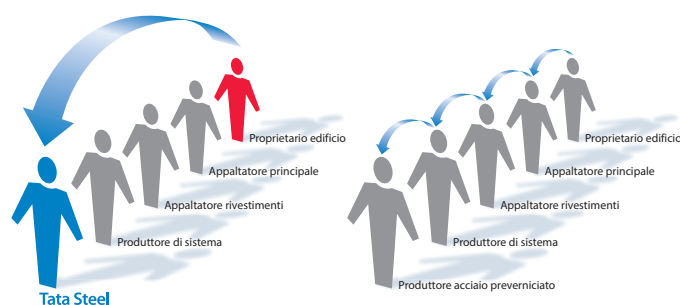 Proprietario edificio
Appaltatore principale
Appaltatore rivestimenti
Produttore di sistema
Tata Steel
Proprietario edificio
Appaltatore principale
Appaltatore rivestimenti
Produttore di sistema
Produttore acciaio preverniciato